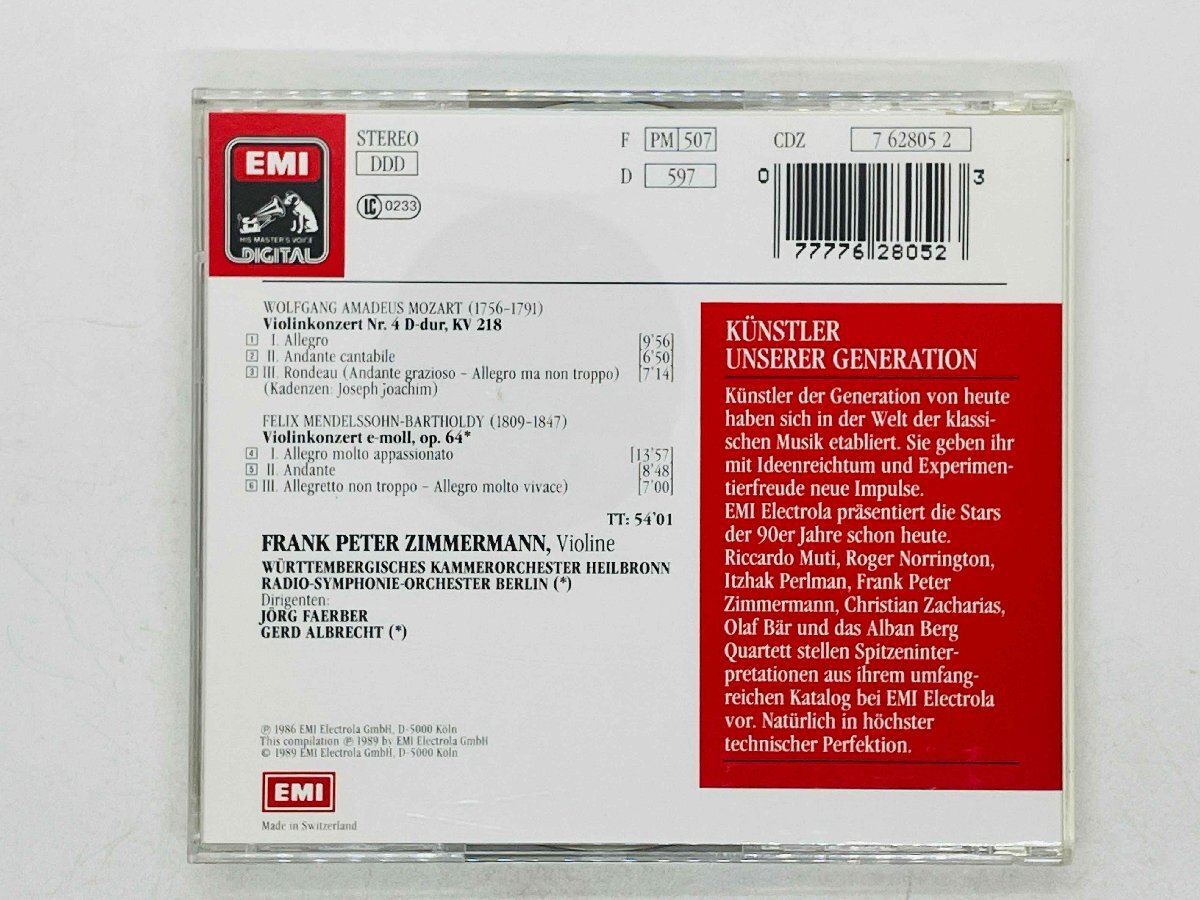 EMI
HIS MASTER'S VOICE
DIGITAL
STEREO
DDD
LC 0233
F PM 507
D 597
CDZ 7 62805 2
0 77776 28052 3
WOLFGANG AMADEUS MOZART (1756–1791)
Violinkonzert Nr. 4 D-dur, KV 218
1 I. Allegro [9'56]
2 II. Andante cantabile [6'50]
3 III. Rondeau (Andante grazioso – Allegro ma non troppo) [7'14]
(Kadenzen: Joseph Joachim)
FELIX MENDELSSOHN-BARTHOLDY (1809–1847)
Violinkonzert e-moll, op. 64*
4 I. Allegro molto appassionato [13'57]
5 II. Andante [8'48]
6 III. Allegretto non troppo – Allegro molto vivace) [7'00]
TT: 54'01
FRANK PETER ZIMMERMANN, Violine
WÜRTTEMBERGISCHES KAMMERORCHESTER HEILBRONN
RADIO-SYMPHONIE-ORCHESTER BERLIN (*)
Dirigenten:
JÖRG FAERBER
GERD ALBRECHT (*)
℗ 1986 EMI Electrola GmbH, D-5000 Köln
This compilation ℗ 1989 by EMI Electrola GmbH
© 1989 EMI Electrola GmbH, D-5000 Köln
EMI
Made in Switzerland
KÜNSTLER
UNSERER GENERATION
Künstler der Generation von heute
haben sich in der Welt der klassi-
schen Musik etabliert. Sie geben ihr
mit Ideenreichtum und Experimen-
tierfreude neue Impulse.
EMI Electrola präsentiert die Stars
der 90er Jahre schon heute.
Riccardo Muti, Roger Norrington,
Itzhak Perlman, Frank Peter
Zimmermann, Christian Zacharias,
Olaf Bär und das Alban Berg
Quartett stellen Spitzeninter-
pretationen aus ihrem umfang-
reichen Katalog bei EMI Electrola
vor. Natürlich in höchster
technischer Perfektion.